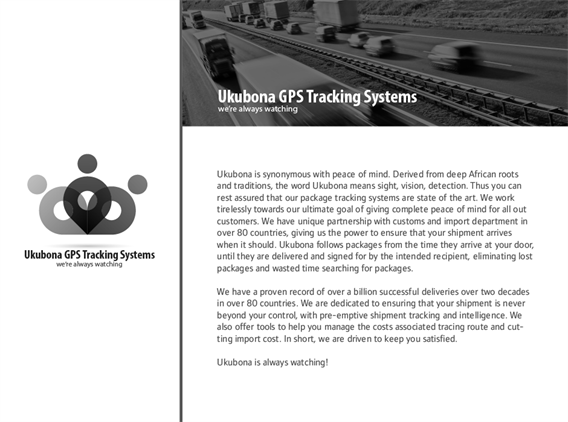 Ukubona GPS Tracking Systems
we're always watching
Ukubona GPS Tracking Systems
we're always watching
Ukubona is synonymous with peace of mind. Derived from deep African roots
and traditions, the word Ukubona means sight, vision, detection. Thus you can
rest assured that our package tracking systems are state of the art. We work
tirelessly towards our ultimate goal of giving complete peace of mind for all out
customers. We have unique partnership with customs and import department in
over 80 countries, giving us the power to ensure that your shipment arrives
when it should. Ukubona follows packages from the time they arrive at your door,
until they are delivered and signed for by the intended recipient, eliminating lost
packages and wasted time searching for packages.
We have a proven record of over a billion successful deliveries over two decades
in over 80 countries. We are dedicated to ensuring that your shipment is never
beyond your control, with pre-emptive shipment tracking and intelligence. We
also offer tools to help you manage the costs associated tracing route and cut-
ting import cost. In short, we are driven to keep you satisfied.
Ukubona is always watching!